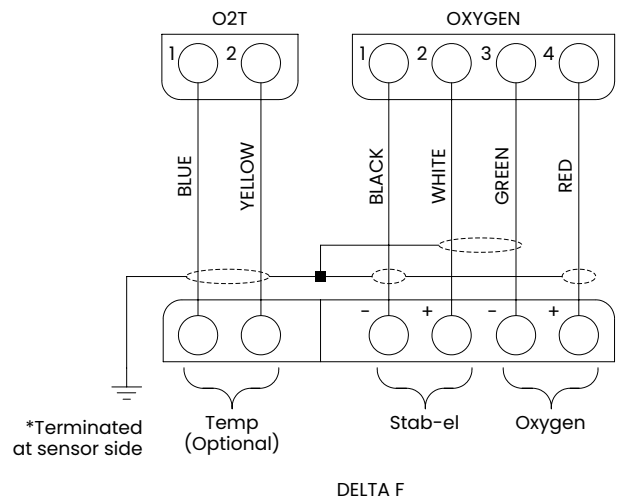 O2T OXYGEN
1 2 1 2 3 4
BLUE YELLOW BLACK WHITE GREEN RED
- + - +
*Terminated
at sensor side
Temp
(Optional)
Stab-el
Oxygen
DELTA F